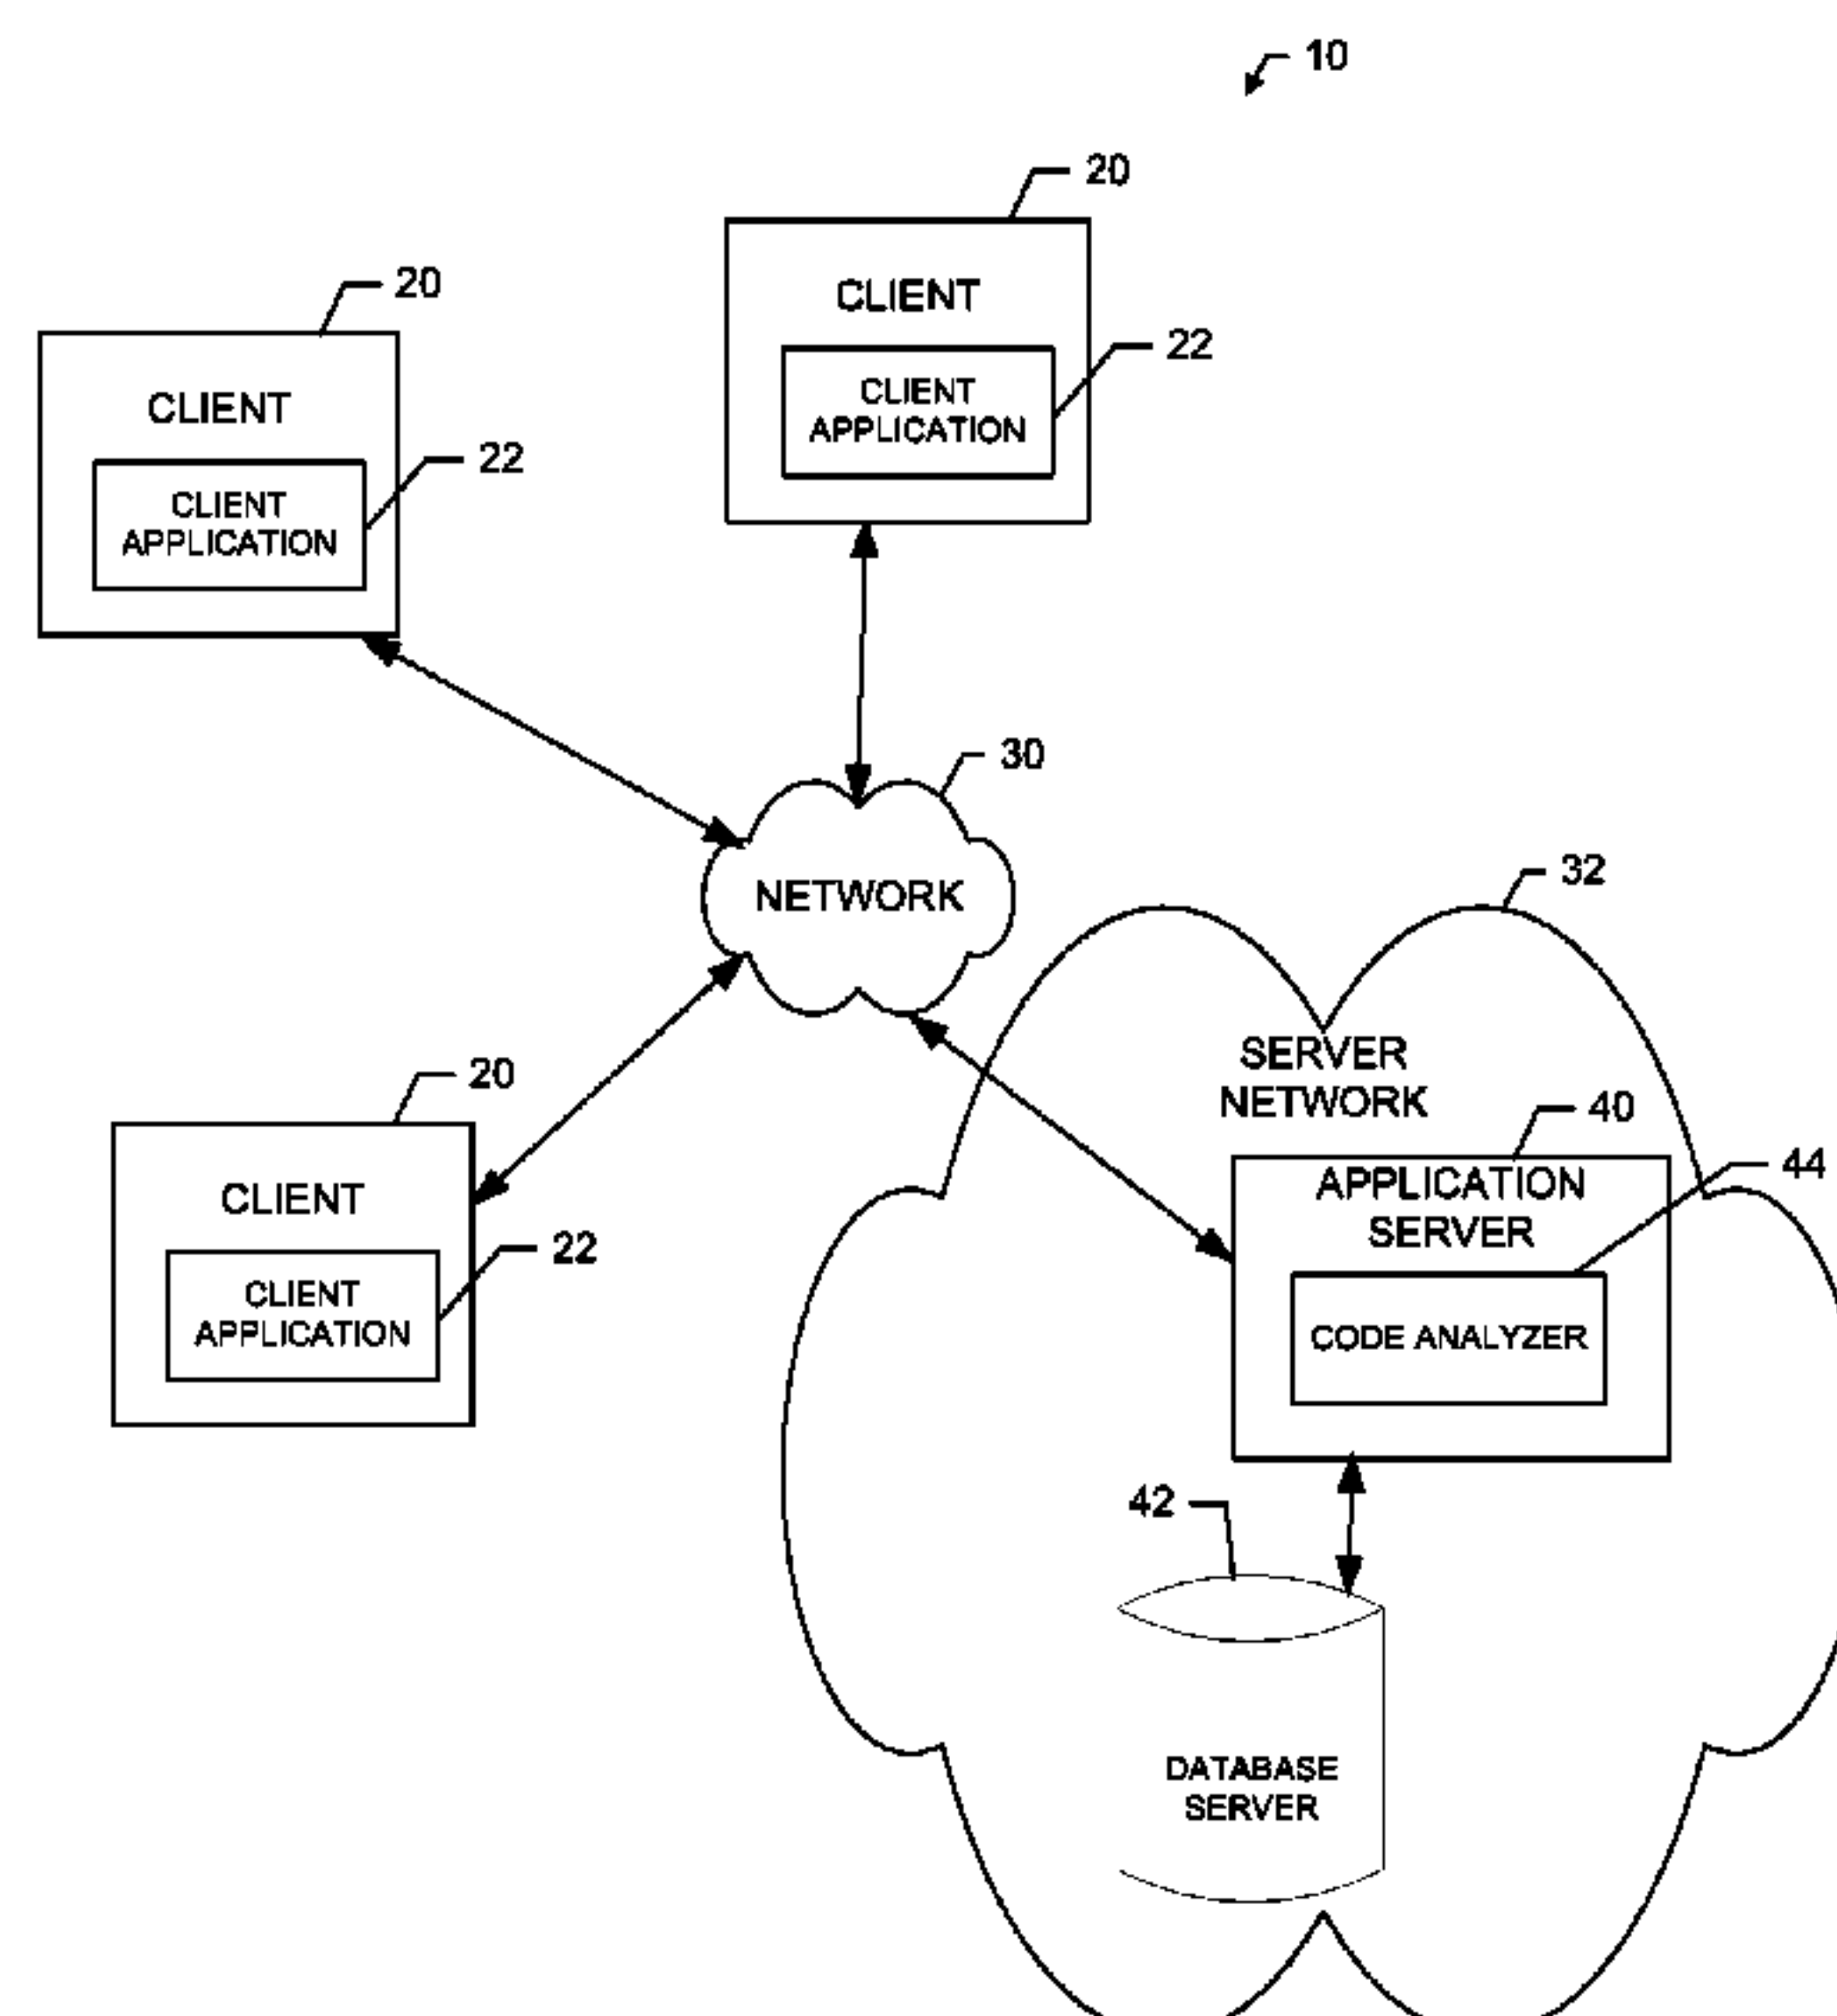 10
20
CLIENT
22
CLIENT
APPLICATION
20
CLIENT
22
CLIENT
APPLICATION
30
NETWORK
32
SERVER
NETWORK
20
CLIENT
22
CLIENT
APPLICATION
40
44
APPLICATION
SERVER
CODE ANALYZER
42
DATABASE
SERVER